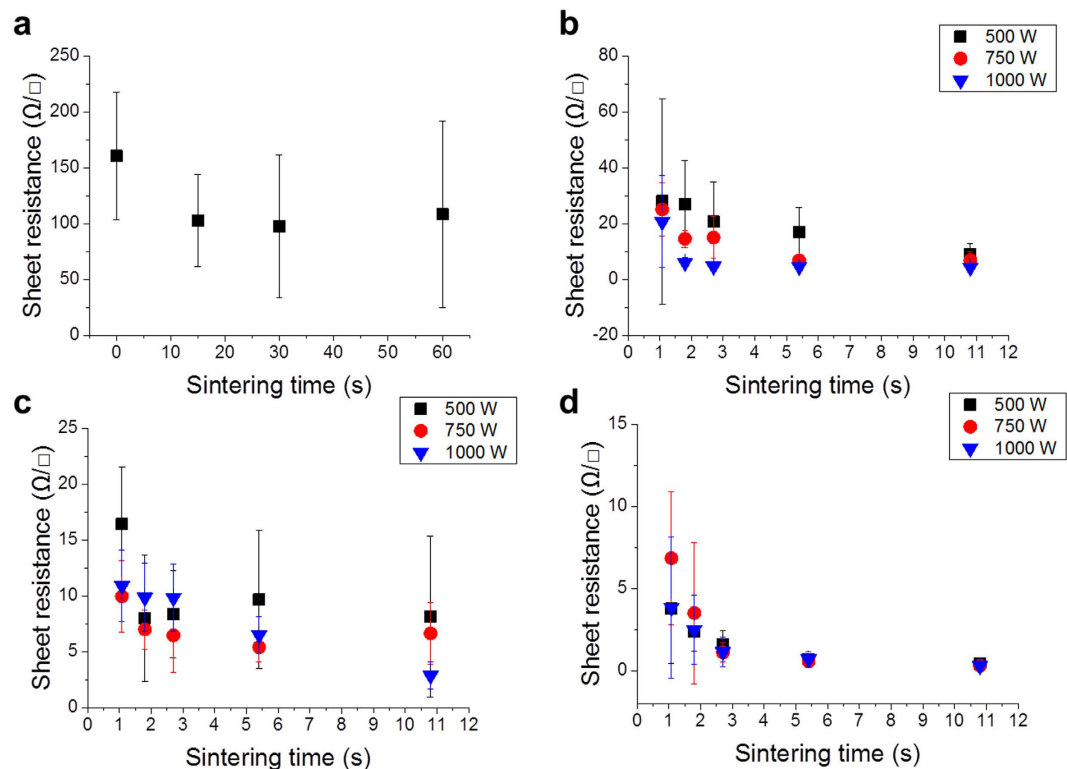 a
250
200
150
100
50
0
Sheet resistance (Ω/□)
0 10 20 30 40 50 60
Sintering time (s)
b
500 W
750 W
1000 W
80
60
40
20
0
-20
Sheet resistance (Ω/□)
0 1 2 3 4 5 6 7 8 9 10 11 12
Sintering time (s)
c
500 W
750 W
1000 W
25
20
15
10
5
0
Sheet resistance (Ω/□)
0 1 2 3 4 5 6 7 8 9 10 11 12
Sintering time (s)
d
500 W
750 W
1000 W
15
10
5
0
Sheet resistance (Ω/□)
0 1 2 3 4 5 6 7 8 9 10 11 12
Sintering time (s)